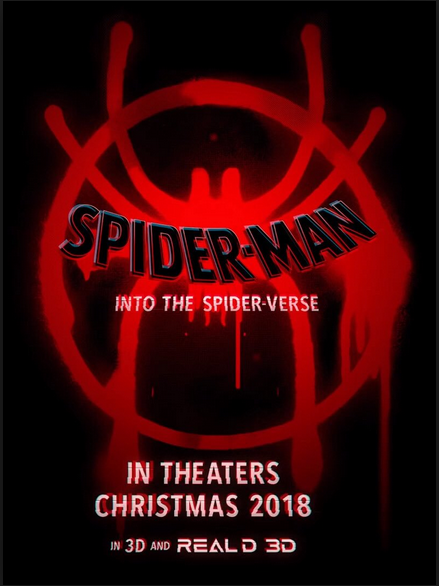 SPIDER-MAN
INTO THE SPIDER-VERSE
IN THEATERS
CHRISTMAS 2018
IN 3D AND REAL D 3D